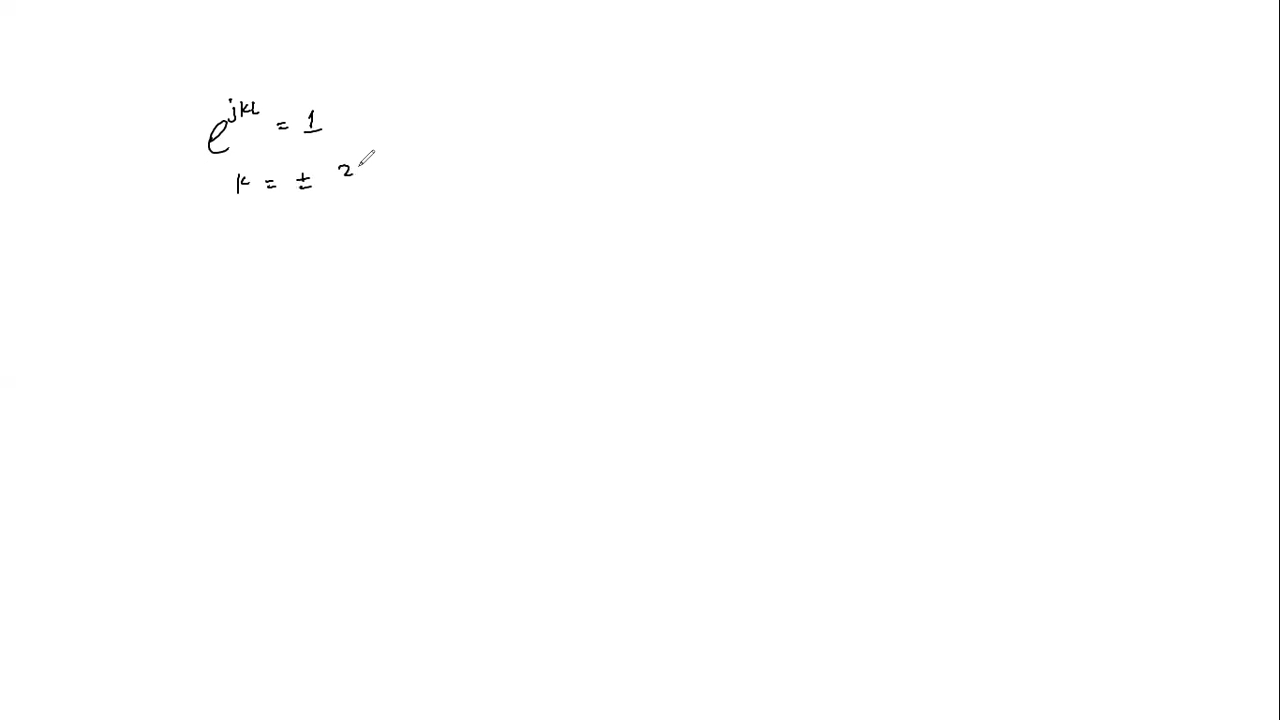 e^{jkL} = 1
k = ± 2